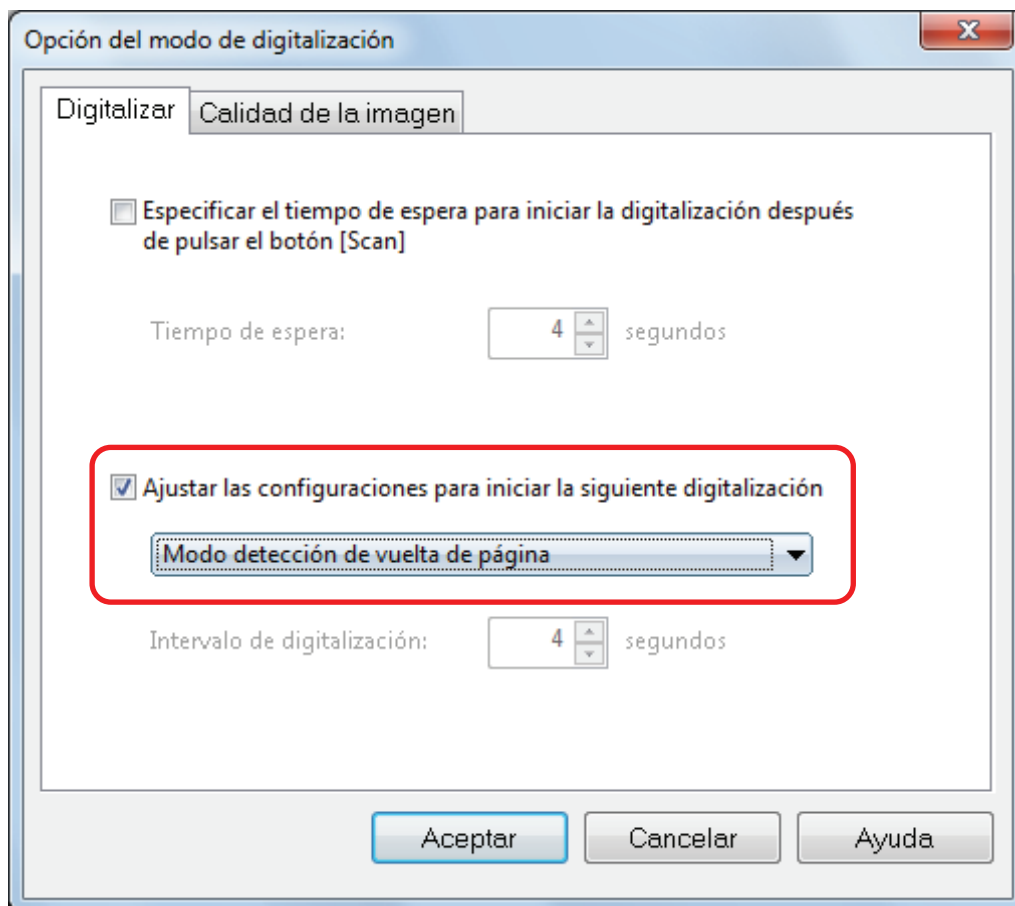 Opción del modo de digitalización
Digitalizar
Calidad de la imagen
Especificar el tiempo de espera para iniciar la digitalización después
de pulsar el botón [Scan]
Tiempo de espera: 4 segundos
Ajustar las configuraciones para iniciar la siguiente digitalización
Modo detección de vuelta de página
Intervalo de digitalización: 4 segundos
Aceptar Cancelar Ayuda